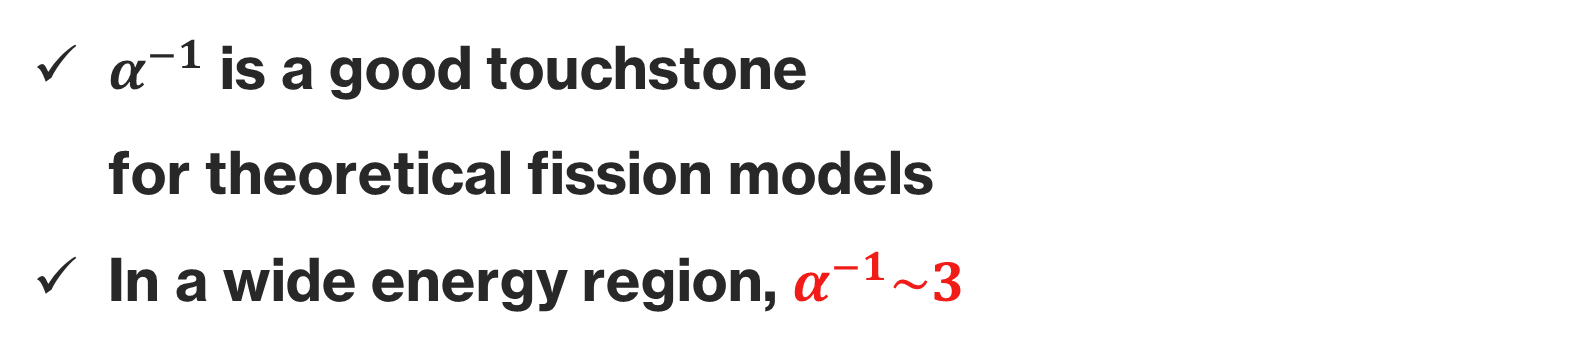 ✓ α⁻¹ is a good touchstone
for theoretical fission models
✓ In a wide energy region, α⁻¹~3